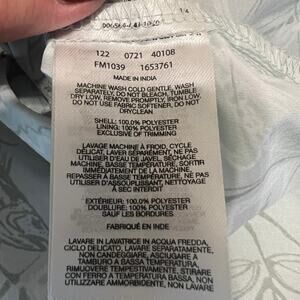 122 0721 40108
FM1039 1653761
MADE IN INDIA
MACHINE WASH COLD GENTLE, WASH
SEPARATELY, DO NOT BLEACH, TUMBLE
DRY LOW, REMOVE PROMPTLY, IRON LOW,
DO NOT USE FABRIC SOFTENER, DO NOT
DRYCLEAN
SHELL: 100% POLYESTER
LINING: 100% POLYESTER
EXCLUSIVE OF TRIMMING
LAVAGE MACHINE À FROID, CYCLE
DÉLICAT, LAVER SÉPARÉMENT, NE PAS
UTILISER D'EAU DE JAVEL, SÉCHAGE
MACHINE, BASSE TEMPÉRATURE, SORTIR
IMMÉDIATEMENT DE LA MACHINE,
REPASSER À BASSE TEMPÉRATURE, NE PAS
UTILISER D'ASSOUPLISSANT, NETTOYAGE
À SEC INTERDIT
EXTÉRIEUR: 100% POLYESTER
DOUBLURE: 100% POLYESTER
SAUF LES BORDURES
FABRIQUÉ EN INDE
LAVARE IN LAVATRICE IN ACQUA FREDDA,
CICLO DELICATO, LAVARE SEPARATAMENTE,
NON CANDEGGIARE, ASCIUGARE A
TAMBURO A BASSA TEMPERATURA,
RIMUOVERE TEMPESTIVAMENTE, STIRARE
CON FERRO A BASSA TEMPERATURA, NON
UTILIZZARE AMMORBIDENTE, NON LAVARE